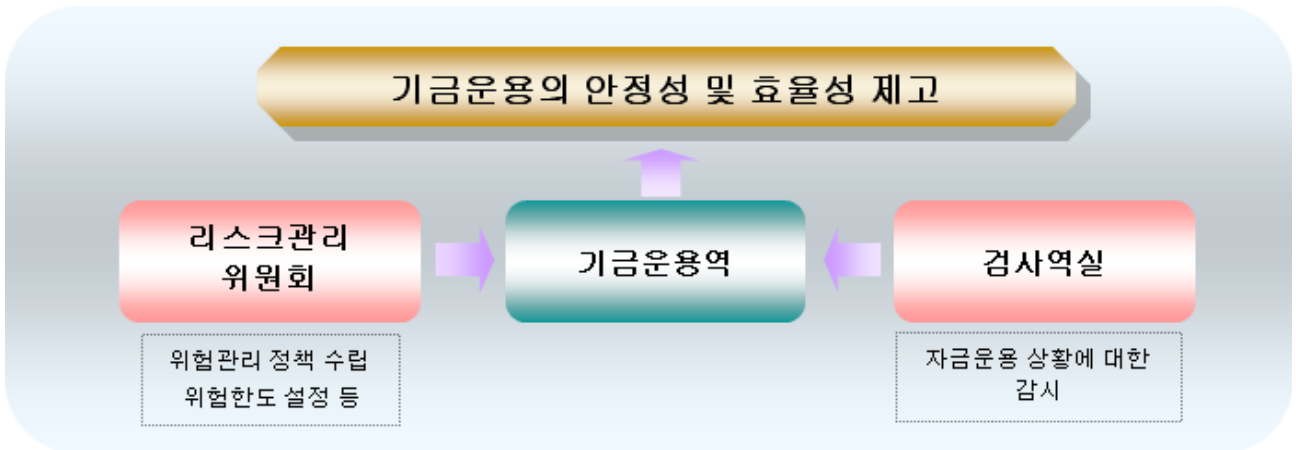 기금운용의 안정성 및 효율성 제고
리스크관리
위원회
기금운용역
검사역실
위험관리 정책 수립
위험한도 설정 등
자금운용 상황에 대한
감시